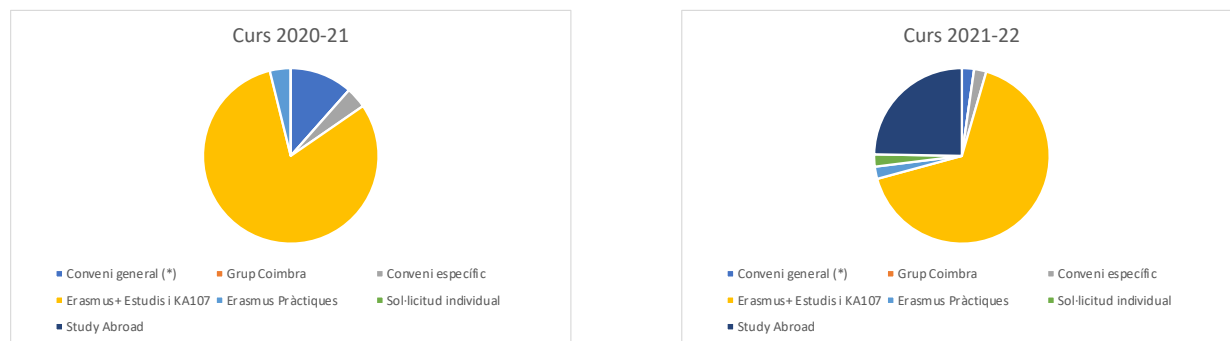 Curs 2020-21
Conveni general (*) Grup Coimbra Conveni específic
Erasmus+ Estudis i KA107 Erasmus Pràctiques Sol·licitud individual
Study Abroad
Curs 2021-22
Conveni general (*) Grup Coimbra Conveni específic
Erasmus+ Estudis i KA107 Erasmus Pràctiques Sol·licitud individual
Study Abroad